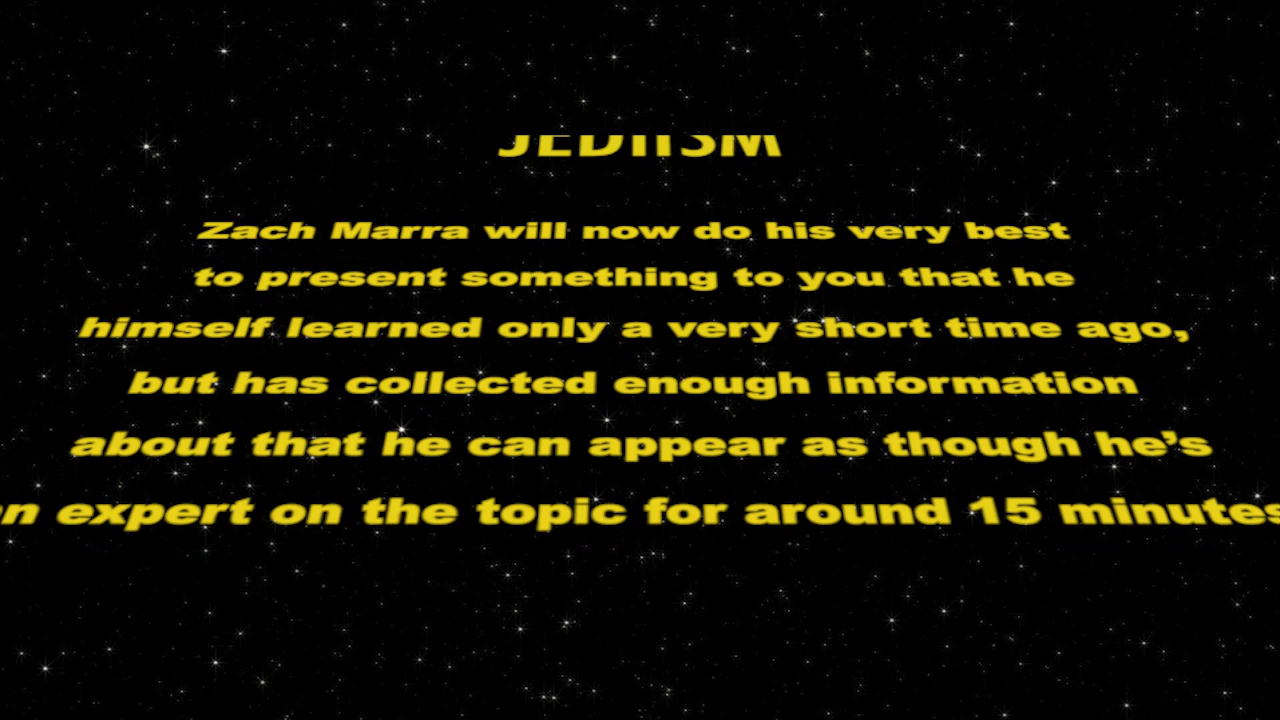 JEDIISM
Zach Marra will now do his very best
to present something to you that he
himself learned only a very short time ago,
but has collected enough information
about that he can appear as though he’s
expert on the topic for around 15 minutes